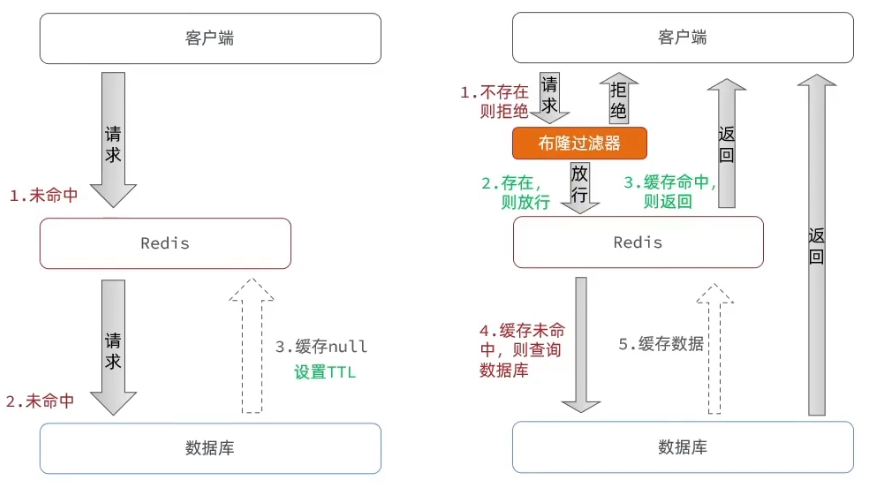 客户端
请求
1.未命中
Redis
请求
2.未命中
3.缓存null
设置TTL
数据库
客户端
1.不存在
则拒绝
请求
拒绝
布隆过滤器
2.存在，
则放行
放行
3.缓存命中，
则返回
返回
Redis
4.缓存未命
中，则查询
数据库
5.缓存数据
返回
数据库